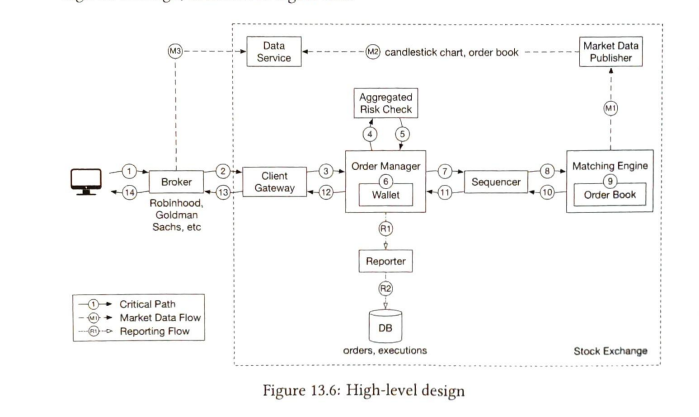 M3
Data
Service
M2
candlestick chart, order book
Market Data
Publisher
M1
Aggregated
Risk Check
4
5
1
14
Broker
Robinhood,
Goldman
Sachs, etc
2
13
Client
Gateway
3
12
Order Manager
6
Wallet
7
11
Sequencer
8
10
Matching Engine
9
Order Book
R1
Reporter
R2
DB
orders, executions
1 Critical Path
M1 Market Data Flow
R1 Reporting Flow
Stock Exchange
Figure 13.6: High-level design